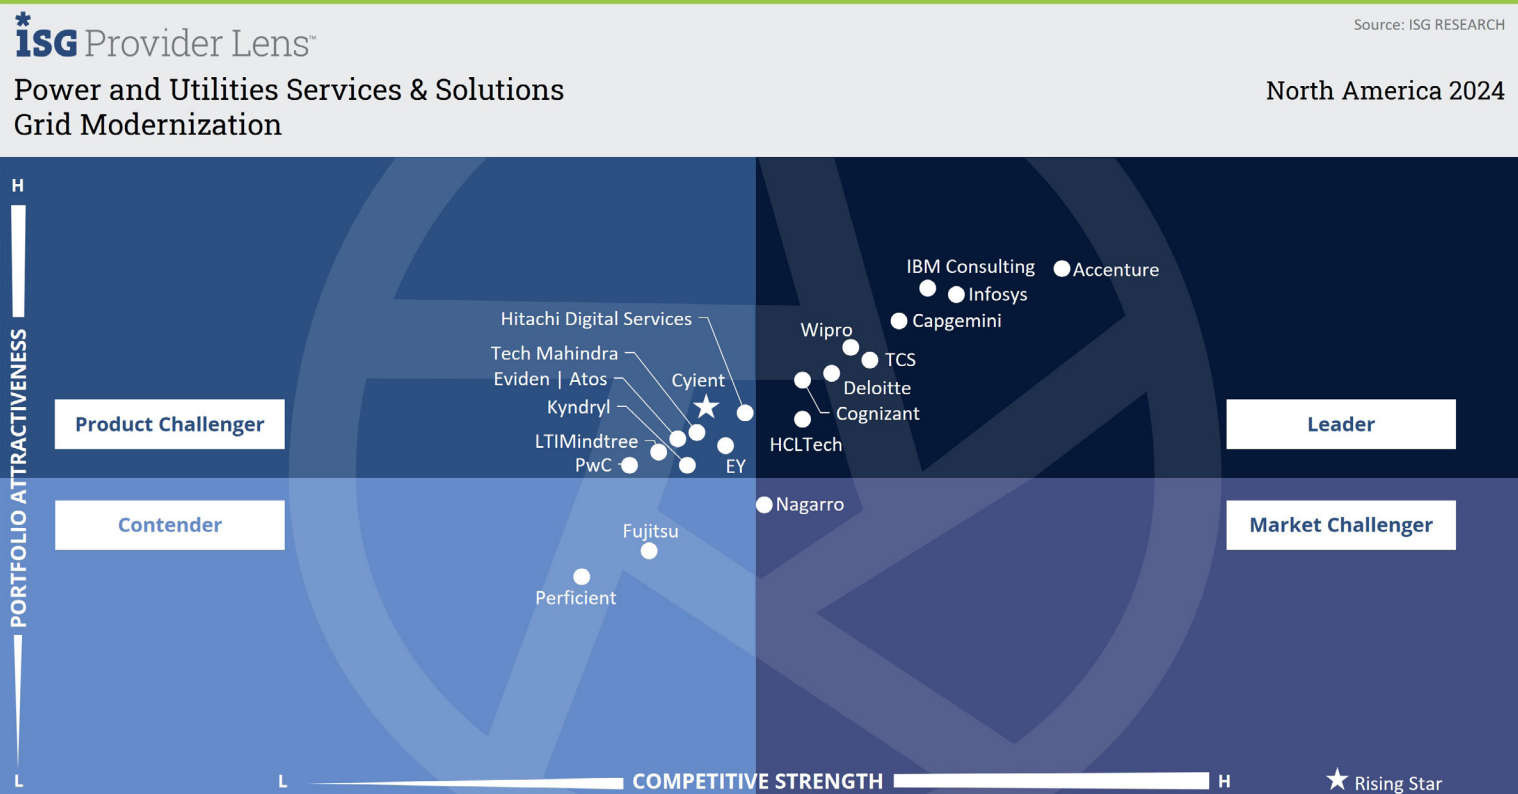 ISG Provider Lens™
Source: ISG RESEARCH
Power and Utilities Services & Solutions
Grid Modernization
North America 2024
H
PORTFOLIO ATTRACTIVENESS
L
IBM Consulting
Accenture
Infosys
Hitachi Digital Services
Capgemini
Wipro
Tech Mahindra
TCS
Eviden | Atos
Cyient
Deloitte
Kyndryl
Cognizant
Product Challenger
Leader
LTIMindtree
HCLTech
PwC
EY
Nagarro
Contender
Market Challenger
Fujitsu
Perficient
L
COMPETITIVE STRENGTH
H
Rising Star